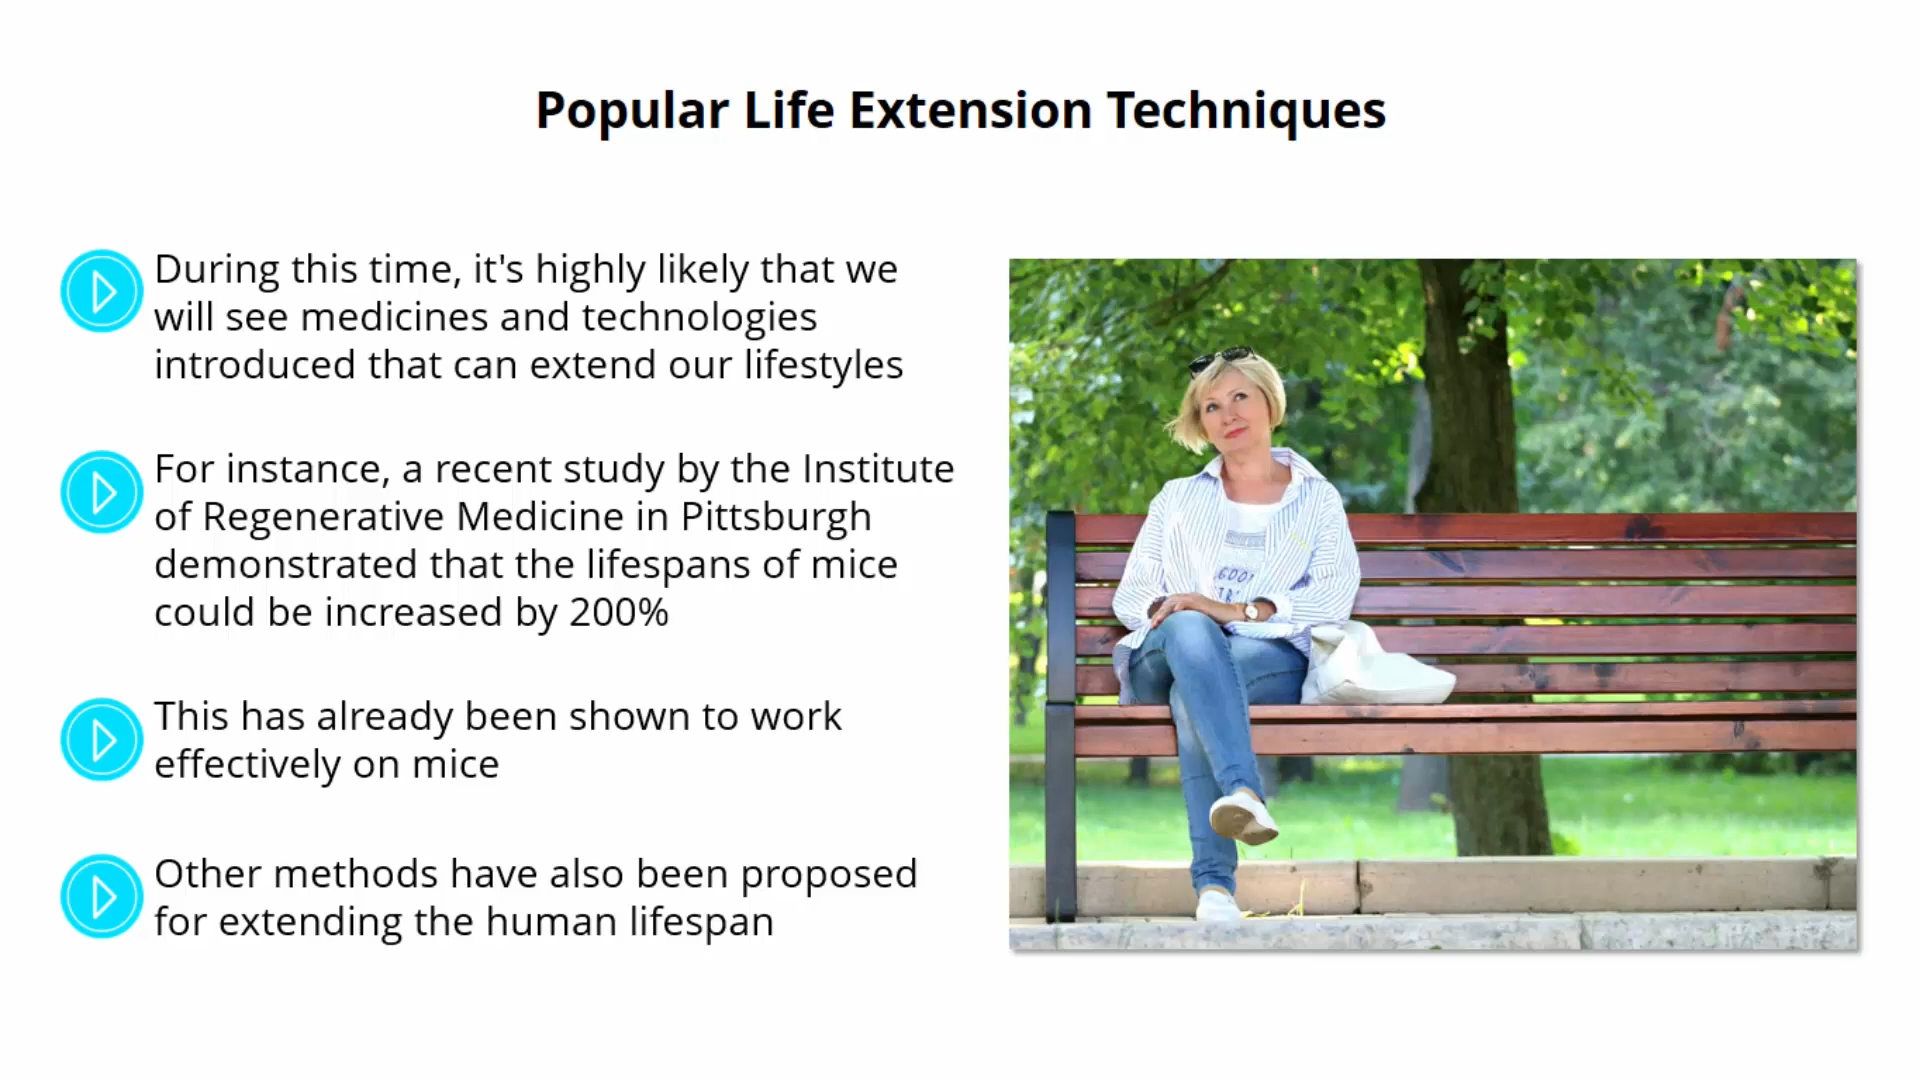 Popular Life Extension Techniques
During this time, it's highly likely that we
will see medicines and technologies
introduced that can extend our lifestyles
For instance, a recent study by the Institute
of Regenerative Medicine in Pittsburgh
demonstrated that the lifespans of mice
could be increased by 200%
This has already been shown to work
effectively on mice
Other methods have also been proposed
for extending the human lifespan